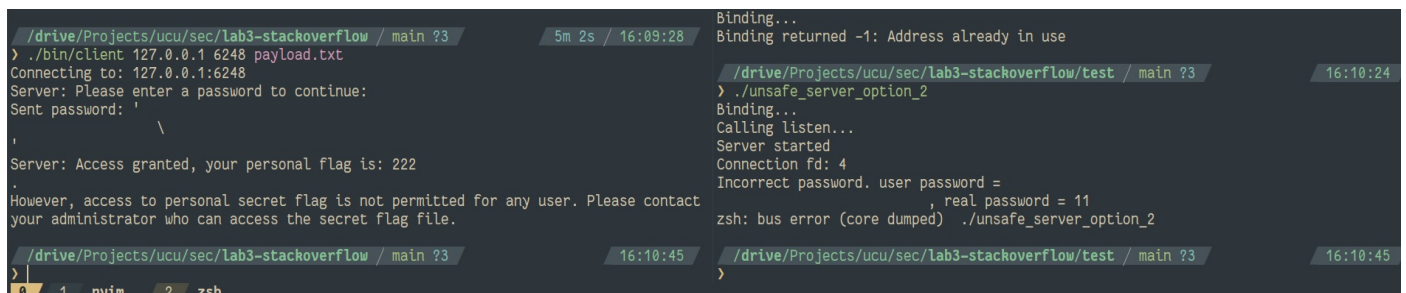 /drive/Projects/ucu/sec/lab3-stackoverflow / main ?3 5m 2s / 16:09:28
❯ ./bin/client 127.0.0.1 6248 payload.txt
Connecting to: 127.0.0.1:6248
Server: Please enter a password to continue:
Sent password: '
\
'
Server: Access granted, your personal flag is: 222
.
However, access to personal secret flag is not permitted for any user. Please contact
your administrator who can access the secret flag file.
/drive/Projects/ucu/sec/lab3-stackoverflow / main ?3 16:10:45
❯
0 1 nvim 2 zsh
Binding...
Binding returned -1: Address already in use
/drive/Projects/ucu/sec/lab3-stackoverflow/test / main ?3 16:10:24
❯ ./unsafe_server_option_2
Binding...
Calling listen...
Server started
Connection fd: 4
Incorrect password. user password =
, real password = 11
zsh: bus error (core dumped) ./unsafe_server_option_2
/drive/Projects/ucu/sec/lab3-stackoverflow/test / main ?3 16:10:45
❯